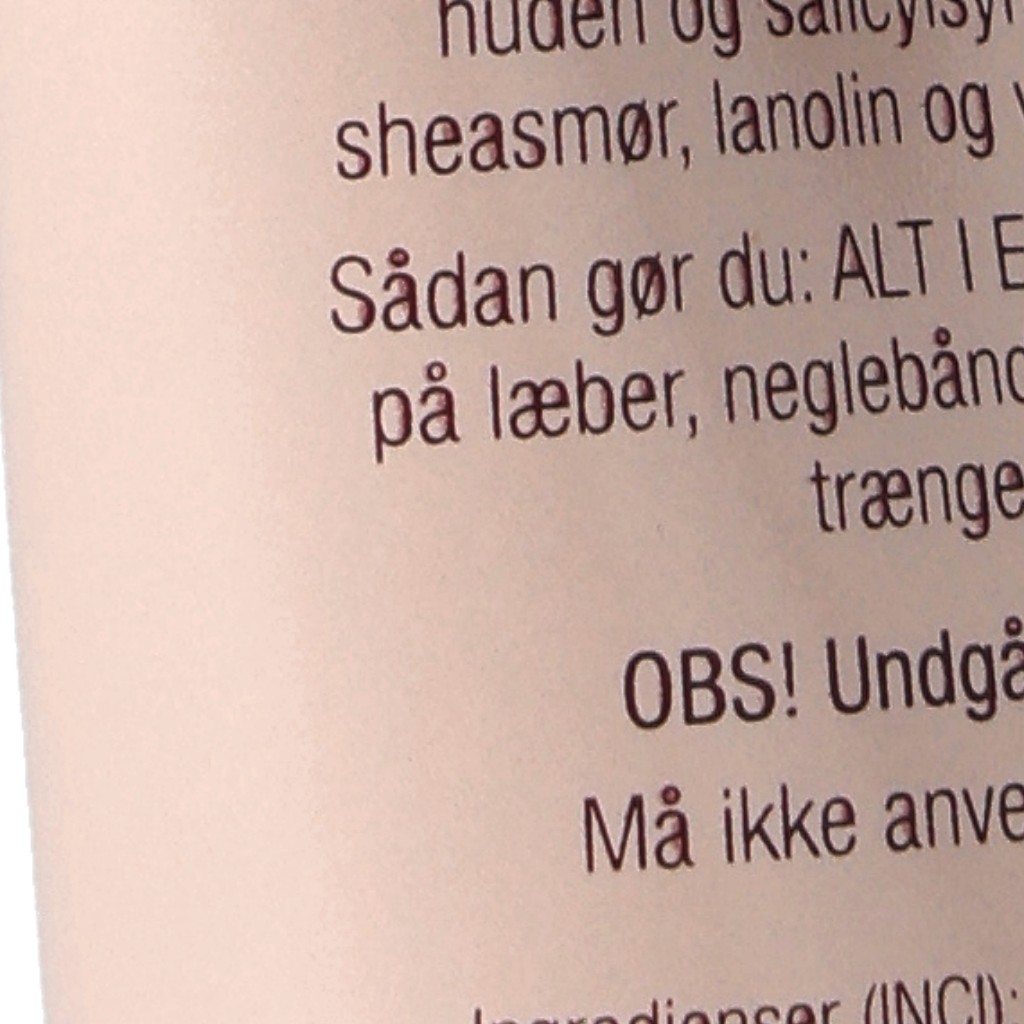 huden og salicylsyr
sheasmør, lanolin og
Sådan gør du: ALT I E
på læber, neglebånd
trænge
OBS! Undgå
Må ikke anve
Ingredienser (INCI):